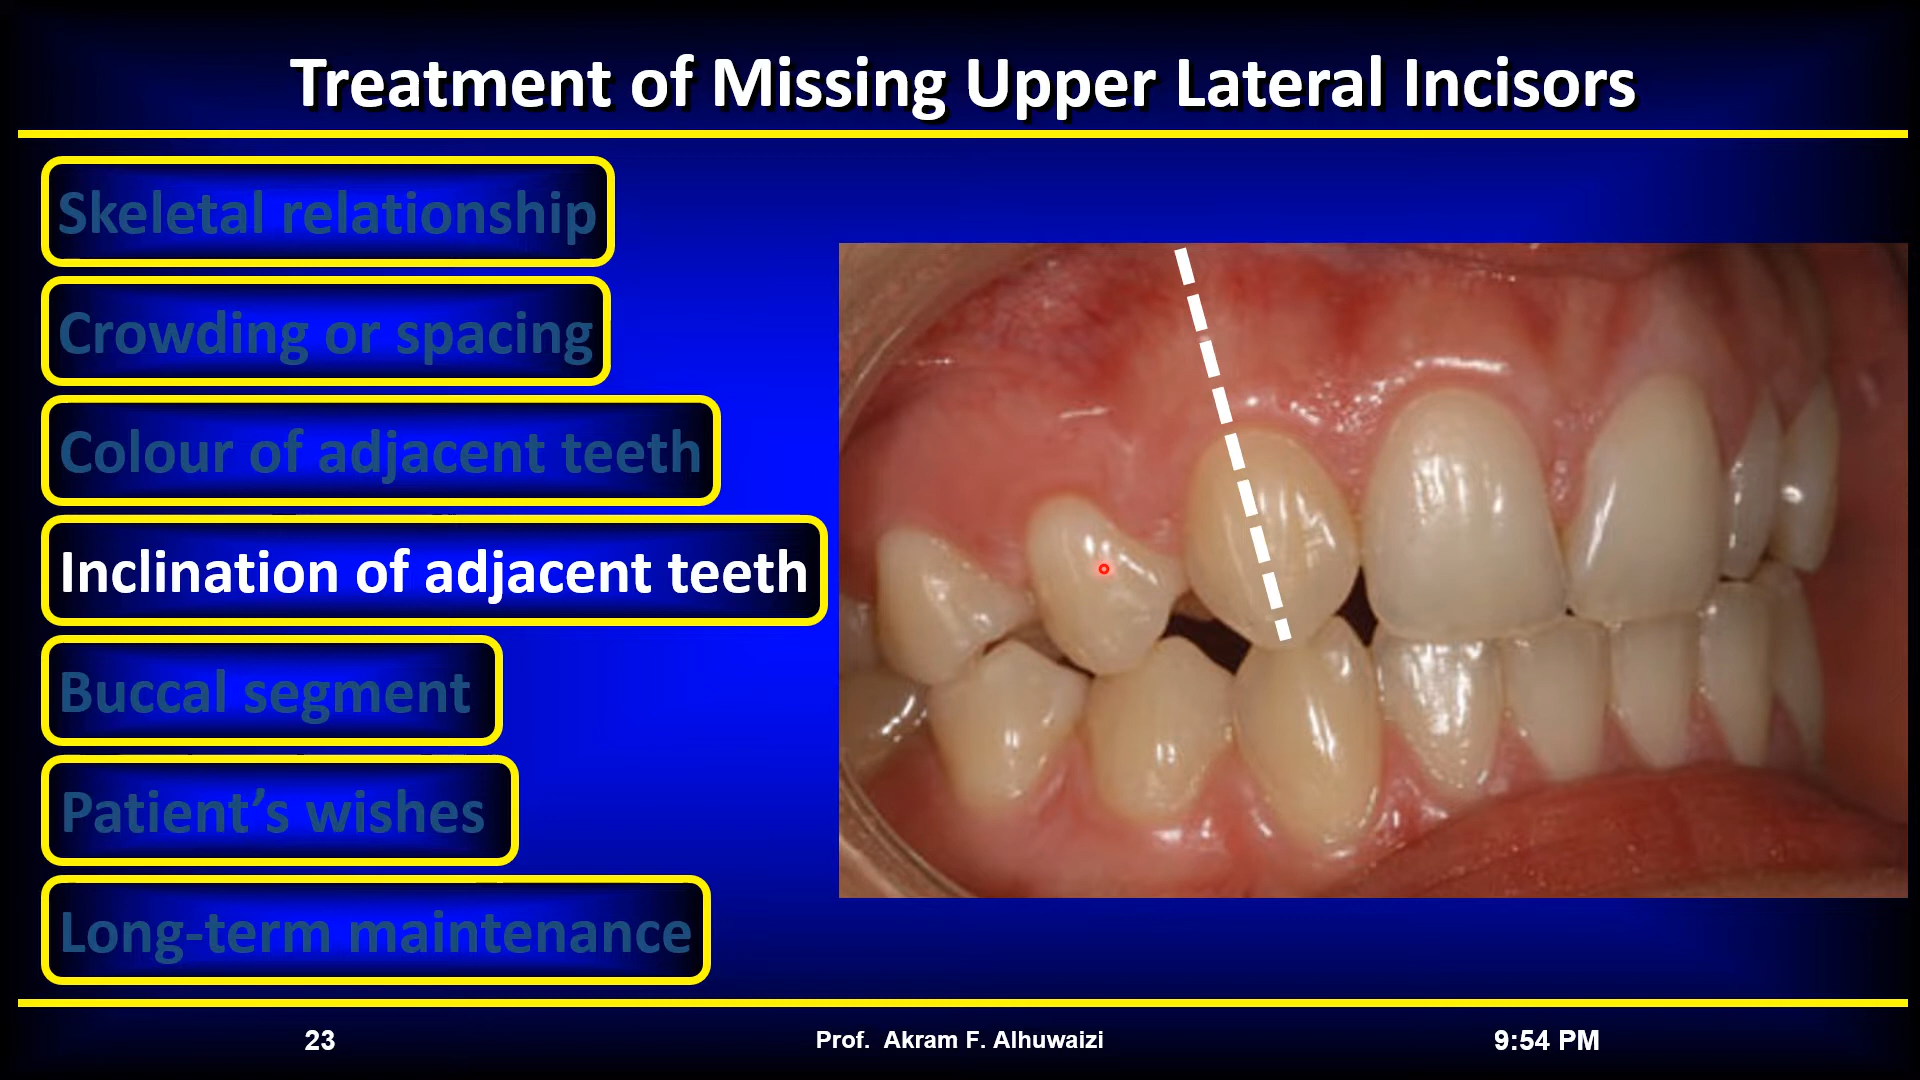 Treatment of Missing Upper Lateral Incisors
Skeletal relationship
Crowding or spacing
Colour of adjacent teeth
Inclination of adjacent teeth
Buccal segment
Patient’s wishes
Long-term maintenance
23
Prof. Akram F. Alhuwaizi
9:54 PM